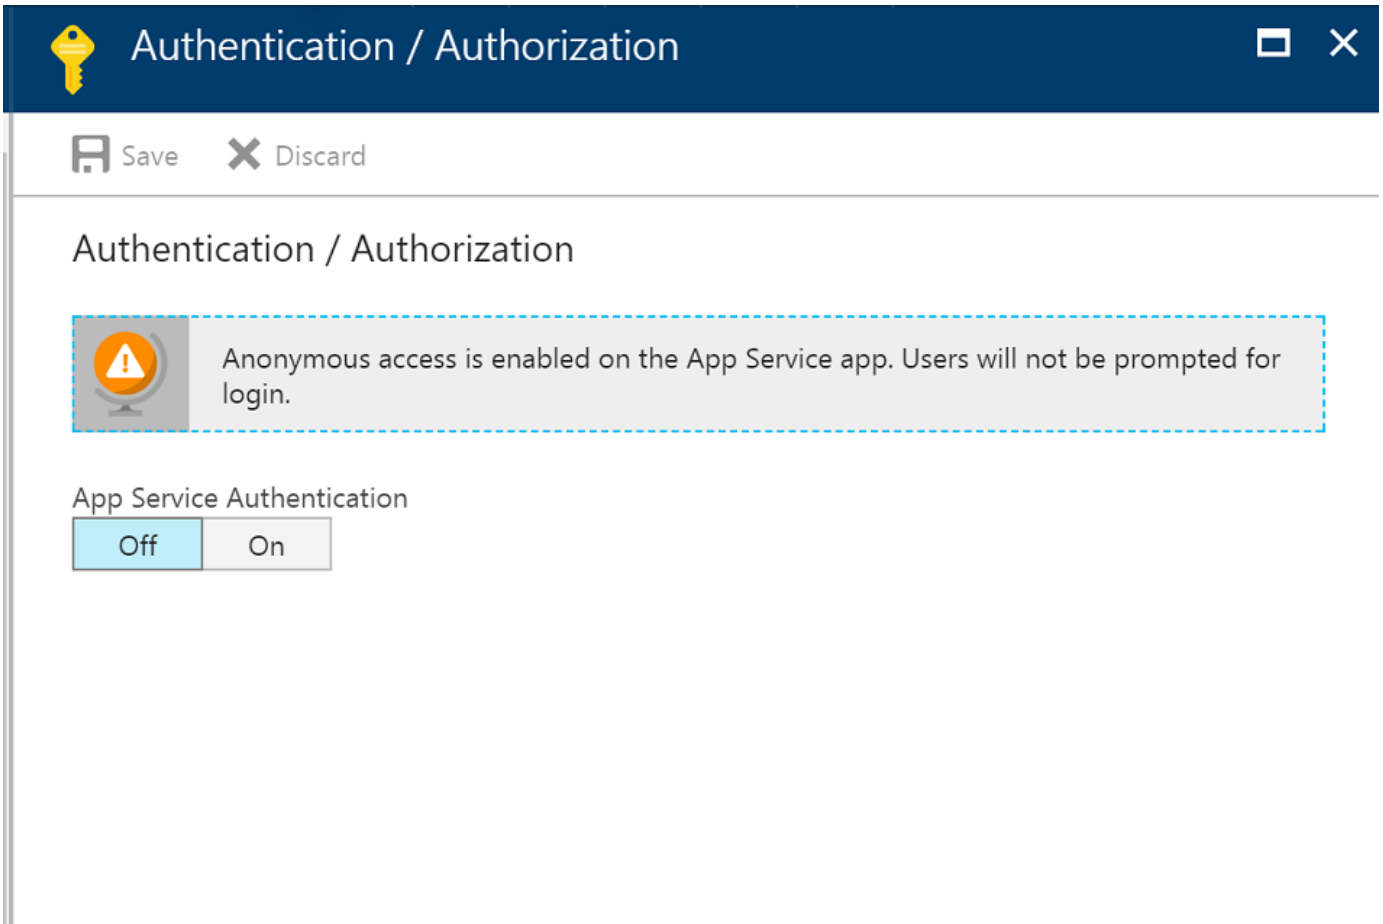 Authentication / Authorization
Save Discard
Authentication / Authorization
Anonymous access is enabled on the App Service app. Users will not be prompted for
login.
App Service Authentication
Off On